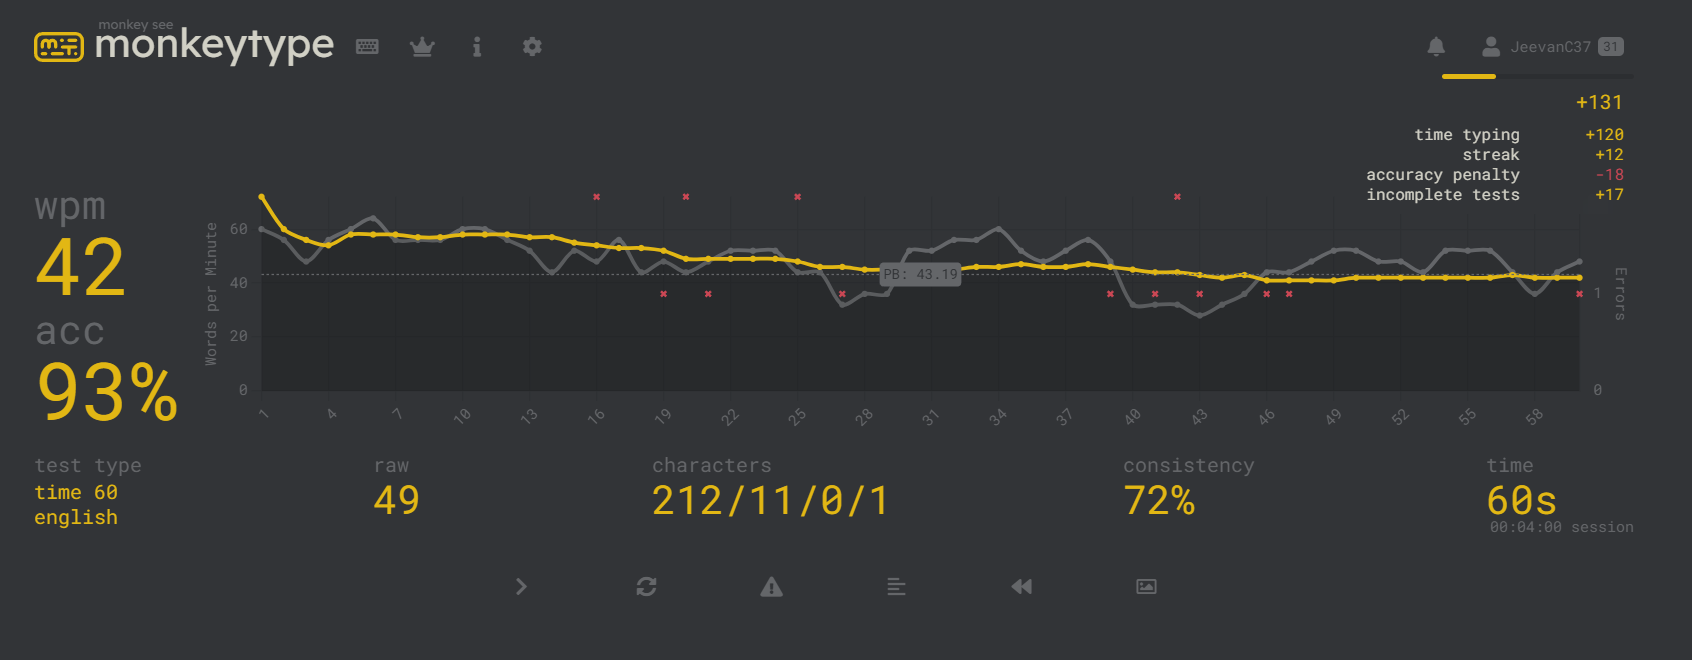 monkey see
monkeytype
JeevanC37 31
+131
time typing +120
streak +12
accuracy penalty -18
incomplete tests +17
wpm
42
acc
93%
Words per Minute
60
40
20
0
PB: 43.19
Errors
1
0
1 4 7 10 13 16 19 22 25 28 31 34 37 40 43 46 49 52 55 58
test type
time 60
english
raw
49
characters
212/11/0/1
consistency
72%
time
60s
00:04:00 session